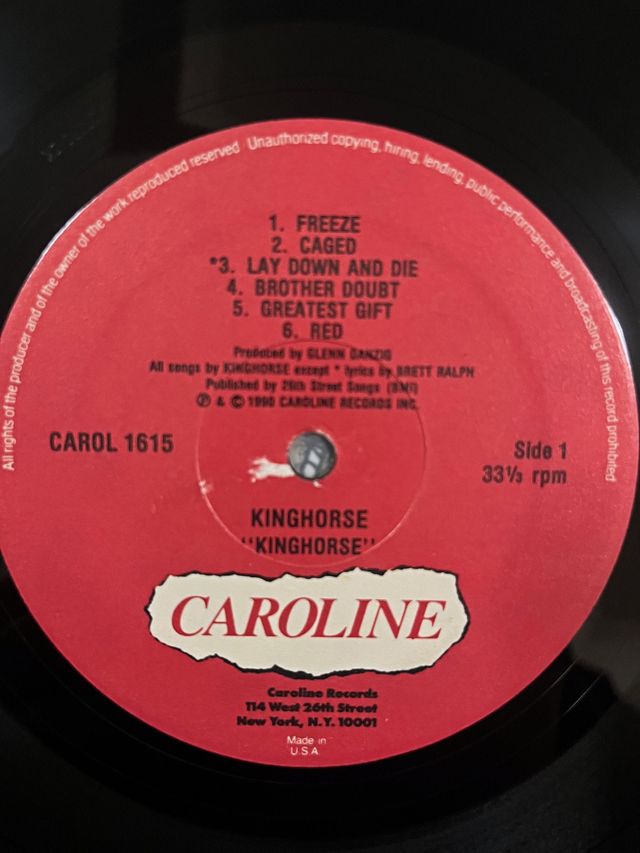 All rights of the producer and of the owner of the work reproduced reserved Unauthorized copying, hiring, lending, public performance and broadcasting of this record prohibited
1. FREEZE
2. CAGED
*3. LAY DOWN AND DIE
4. BROTHER DOUBT
5. GREATEST GIFT
6. RED
Produced by GLENN DANZIG
All songs by KINGHORSE except * lyrics by BRETT RALPH
Published by 26th Street Songs (BMI)
℗ & © 1990 CAROLINE RECORDS INC.
CAROL 1615
Side 1
33⅓ rpm
KINGHORSE
"KINGHORSE"
CAROLINE
Caroline Records
114 West 26th Street
New York, N.Y. 10001
Made in
U.S.A